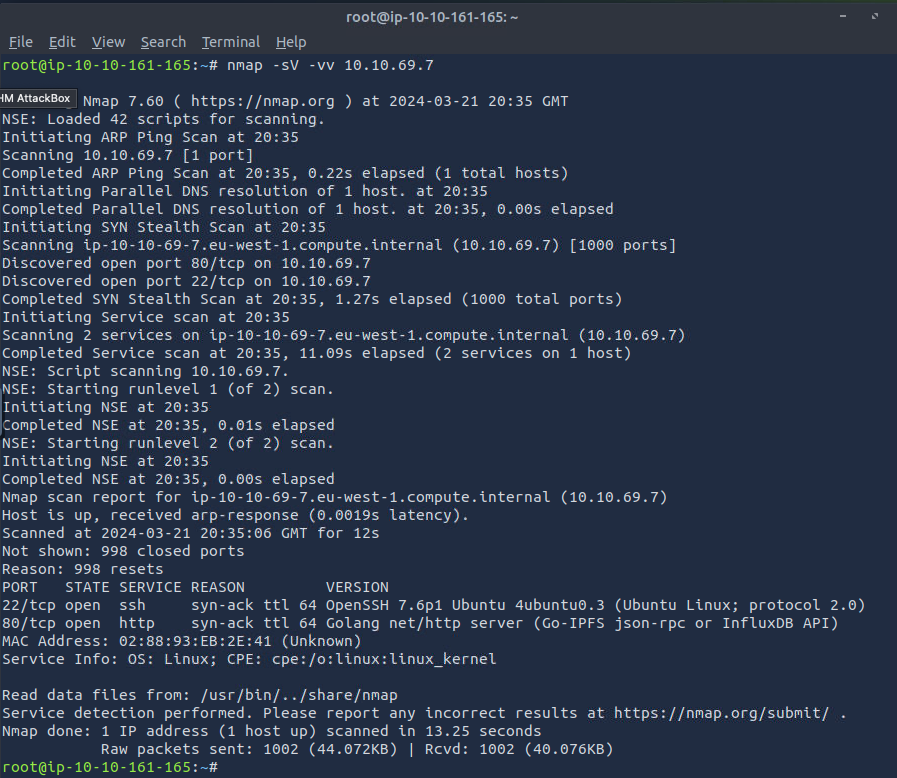 root@ip-10-10-161-165: ~
File Edit View Search Terminal Help
root@ip-10-10-161-165:~# nmap -sV -vv 10.10.69.7
HM AttackBox
Nmap 7.60 ( https://nmap.org ) at 2024-03-21 20:35 GMT
NSE: Loaded 42 scripts for scanning.
Initiating ARP Ping Scan at 20:35
Scanning 10.10.69.7 [1 port]
Completed ARP Ping Scan at 20:35, 0.22s elapsed (1 total hosts)
Initiating Parallel DNS resolution of 1 host. at 20:35
Completed Parallel DNS resolution of 1 host. at 20:35, 0.00s elapsed
Initiating SYN Stealth Scan at 20:35
Scanning ip-10-10-69-7.eu-west-1.compute.internal (10.10.69.7) [1000 ports]
Discovered open port 80/tcp on 10.10.69.7
Discovered open port 22/tcp on 10.10.69.7
Completed SYN Stealth Scan at 20:35, 1.27s elapsed (1000 total ports)
Initiating Service scan at 20:35
Scanning 2 services on ip-10-10-69-7.eu-west-1.compute.internal (10.10.69.7)
Completed Service scan at 20:35, 11.09s elapsed (2 services on 1 host)
NSE: Script scanning 10.10.69.7.
NSE: Starting runlevel 1 (of 2) scan.
Initiating NSE at 20:35
Completed NSE at 20:35, 0.01s elapsed
NSE: Starting runlevel 2 (of 2) scan.
Initiating NSE at 20:35
Completed NSE at 20:35, 0.00s elapsed
Nmap scan report for ip-10-10-69-7.eu-west-1.compute.internal (10.10.69.7)
Host is up, received arp-response (0.0019s latency).
Scanned at 2024-03-21 20:35:06 GMT for 12s
Not shown: 998 closed ports
Reason: 998 resets
PORT   STATE SERVICE REASON         VERSION
22/tcp open  ssh     syn-ack ttl 64 OpenSSH 7.6p1 Ubuntu 4ubuntu0.3 (Ubuntu Linux; protocol 2.0)
80/tcp open  http    syn-ack ttl 64 Golang net/http server (Go-IPFS json-rpc or InfluxDB API)
MAC Address: 02:88:93:EB:2E:41 (Unknown)
Service Info: OS: Linux; CPE: cpe:/o:linux:linux_kernel
Read data files from: /usr/bin/../share/nmap
Service detection performed. Please report any incorrect results at https://nmap.org/submit/ .
Nmap done: 1 IP address (1 host up) scanned in 13.25 seconds
           Raw packets sent: 1002 (44.072KB) | Rcvd: 1002 (40.076KB)
root@ip-10-10-161-165:~#